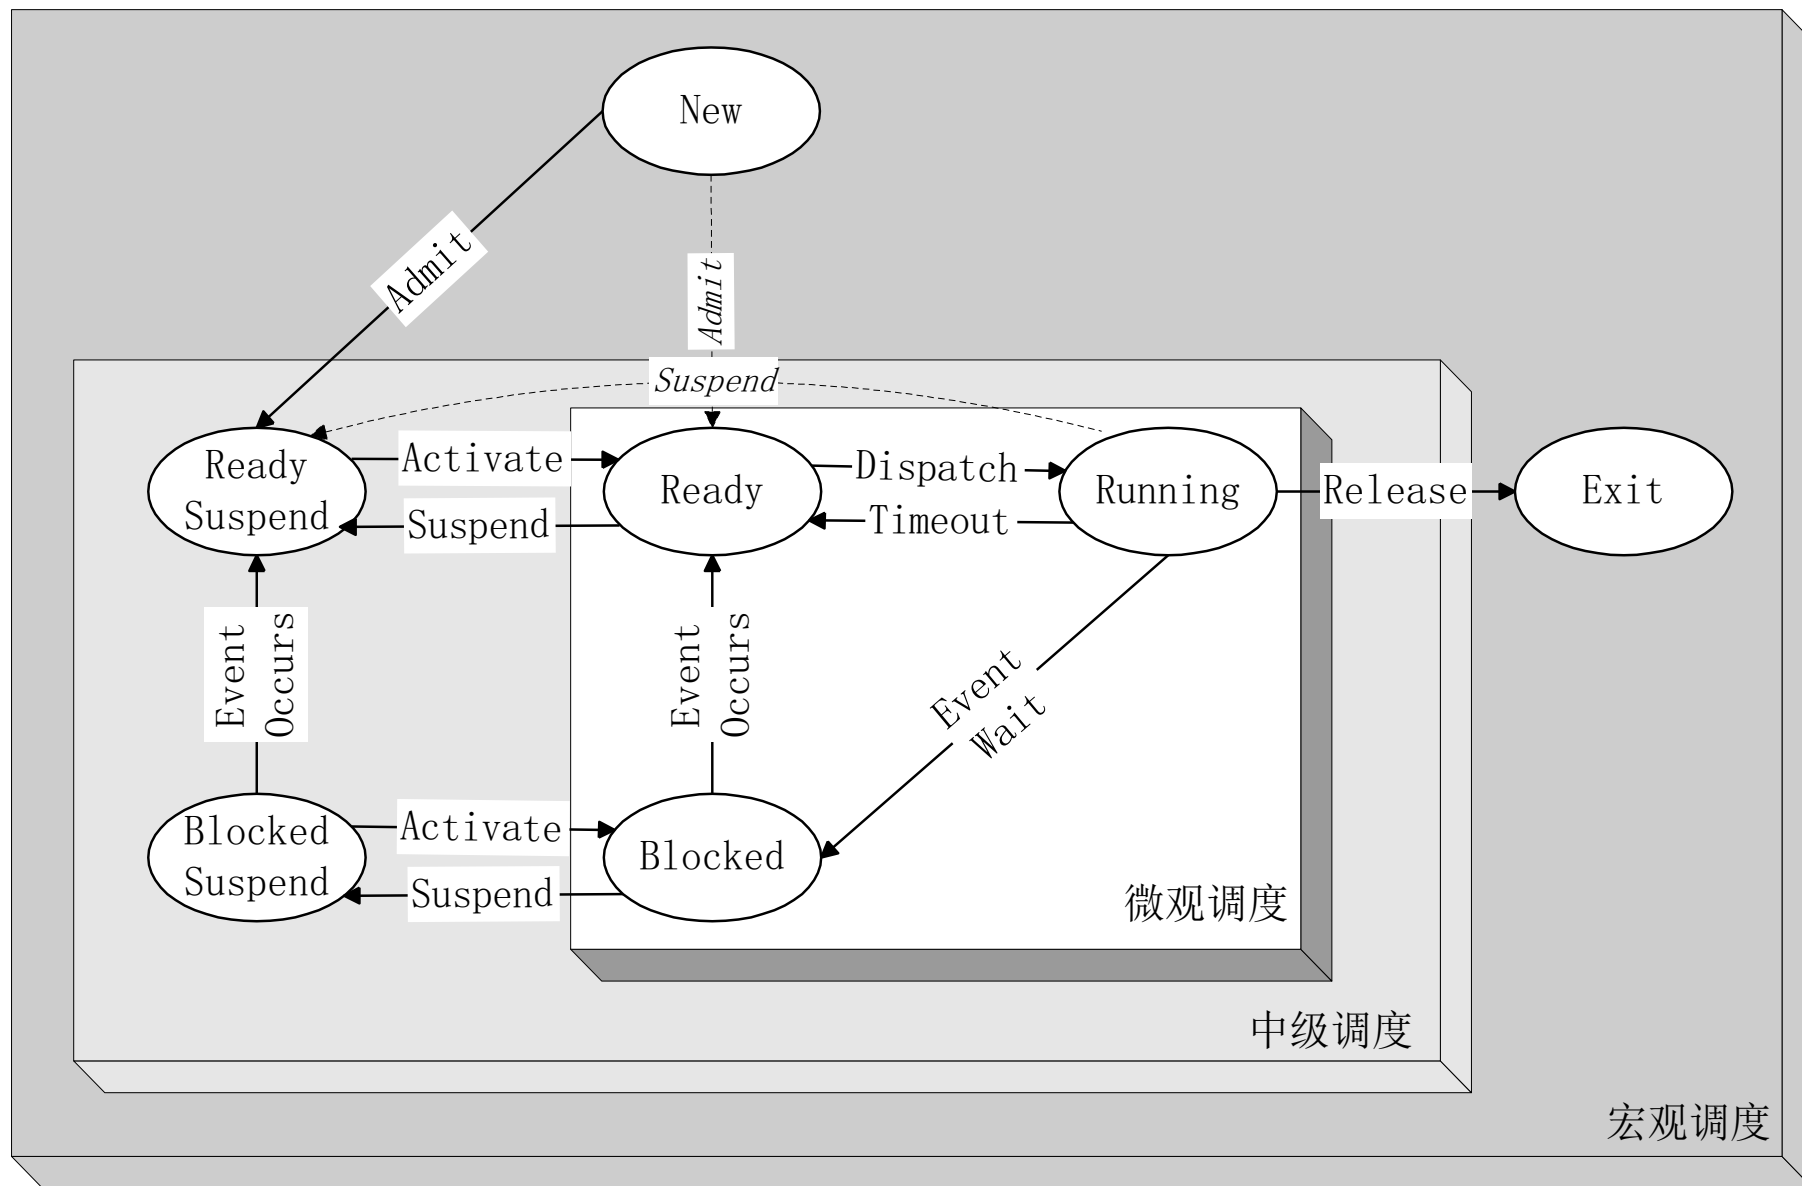 New
Admit
Admit
Suspend
Ready
Suspend
Activate
Suspend
Ready
Dispatch
Timeout
Running
Release
Exit
Event
Occurs
Event
Occurs
Event
Wait
Blocked
Suspend
Activate
Suspend
Blocked
微观调度
中级调度
宏观调度